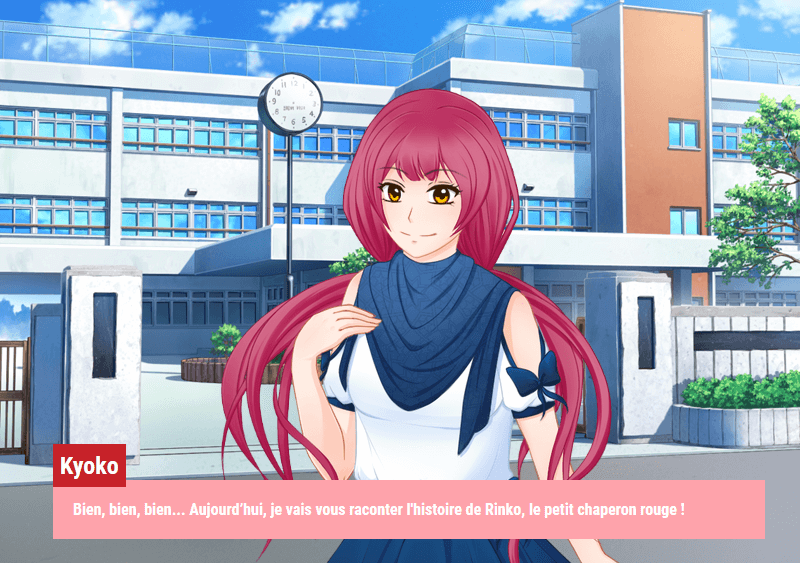 Kyoko
Bien, bien, bien... Aujourd'hui, je vais vous raconter l'histoire de Rinko, le petit chaperon rouge !